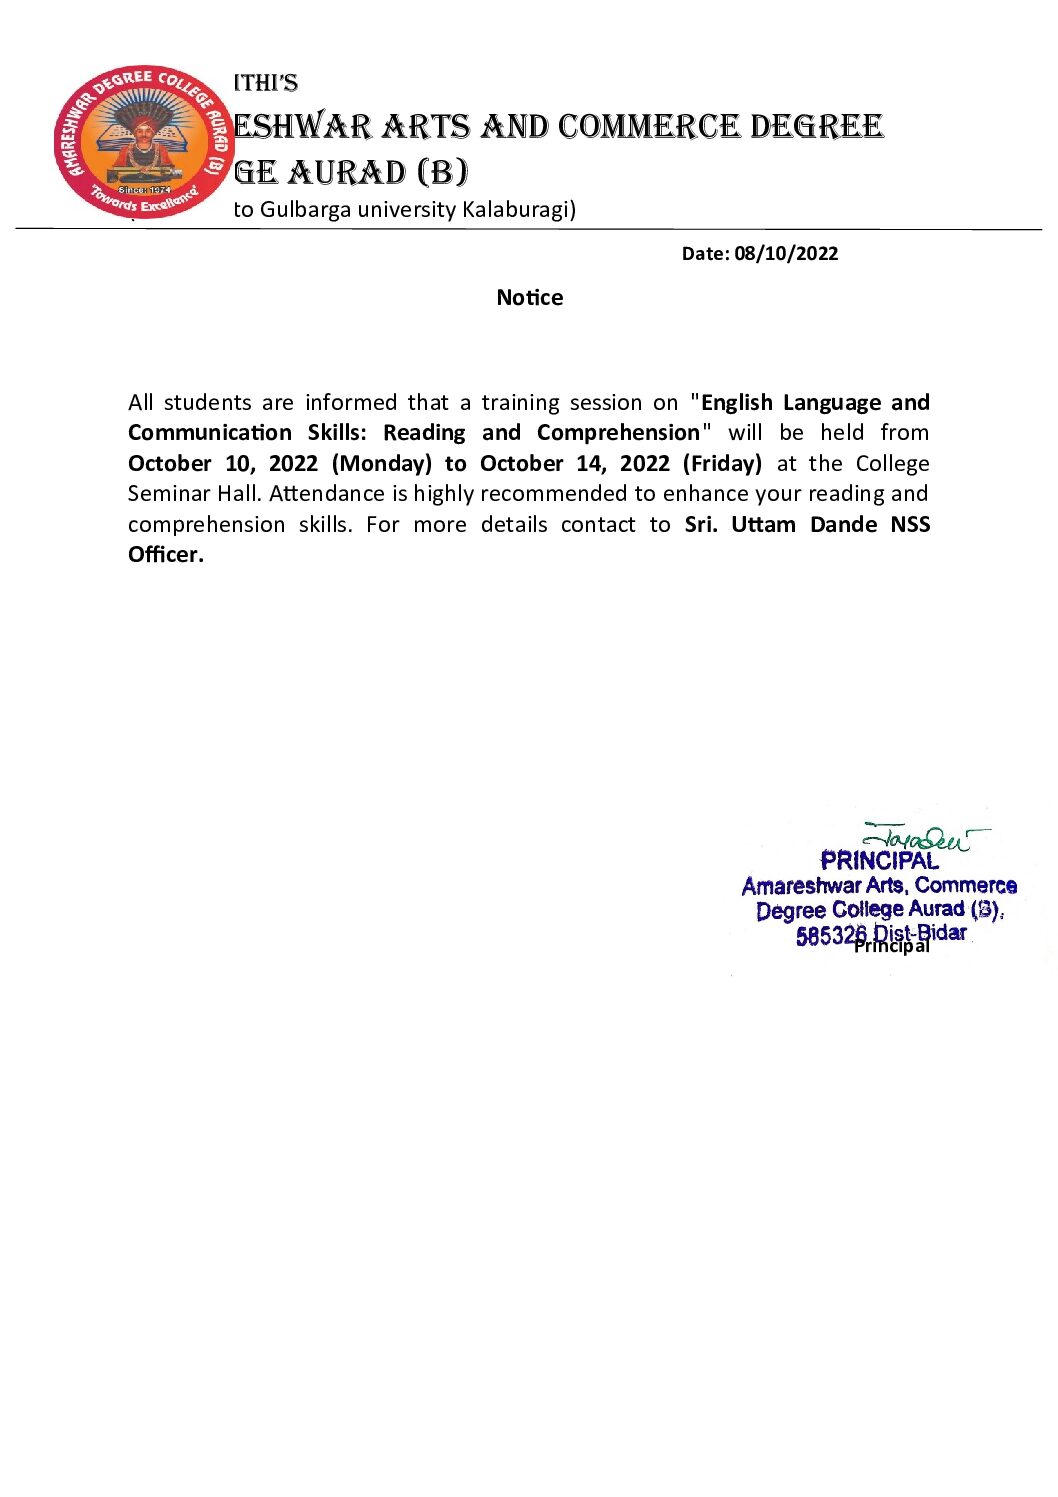 AMARESHWAR DEGREE COLLEGE AURAD (B)
Since 1974
'Towards Excellence'
ITHI'S
ESHWAR ARTS AND COMMERCE DEGREE
GE AURAD (B)
to Gulbarga university Kalaburagi)
Date: 08/10/2022
Notice
All students are informed that a training session on "English Language and
Communication Skills: Reading and Comprehension" will be held from
October 10, 2022 (Monday) to October 14, 2022 (Friday) at the College
Seminar Hall. Attendance is highly recommended to enhance your reading and
comprehension skills. For more details contact to Sri. Uttam Dande NSS
Officer.
PRINCIPAL
Amareshwar Arts, Commerce
Degree College Aurad (B),
585326 Dist-Bidar
Principal